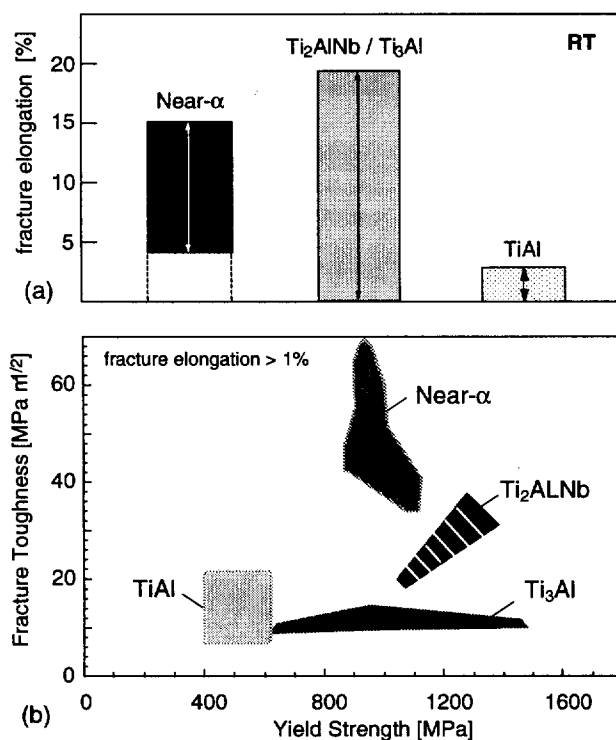 Ti₂AlNb / Ti₃Al
RT
Near-α
TiAl
fracture elongation [%]
20
15
10
5
(a)
fracture elongation > 1%
Near-α
Ti₂ALNb
TiAl
Ti₃Al
Fracture Toughness [MPa m¹/²]
60
40
20
0
0 400 800 1200 1600
(b)
Yield Strength [MPa]